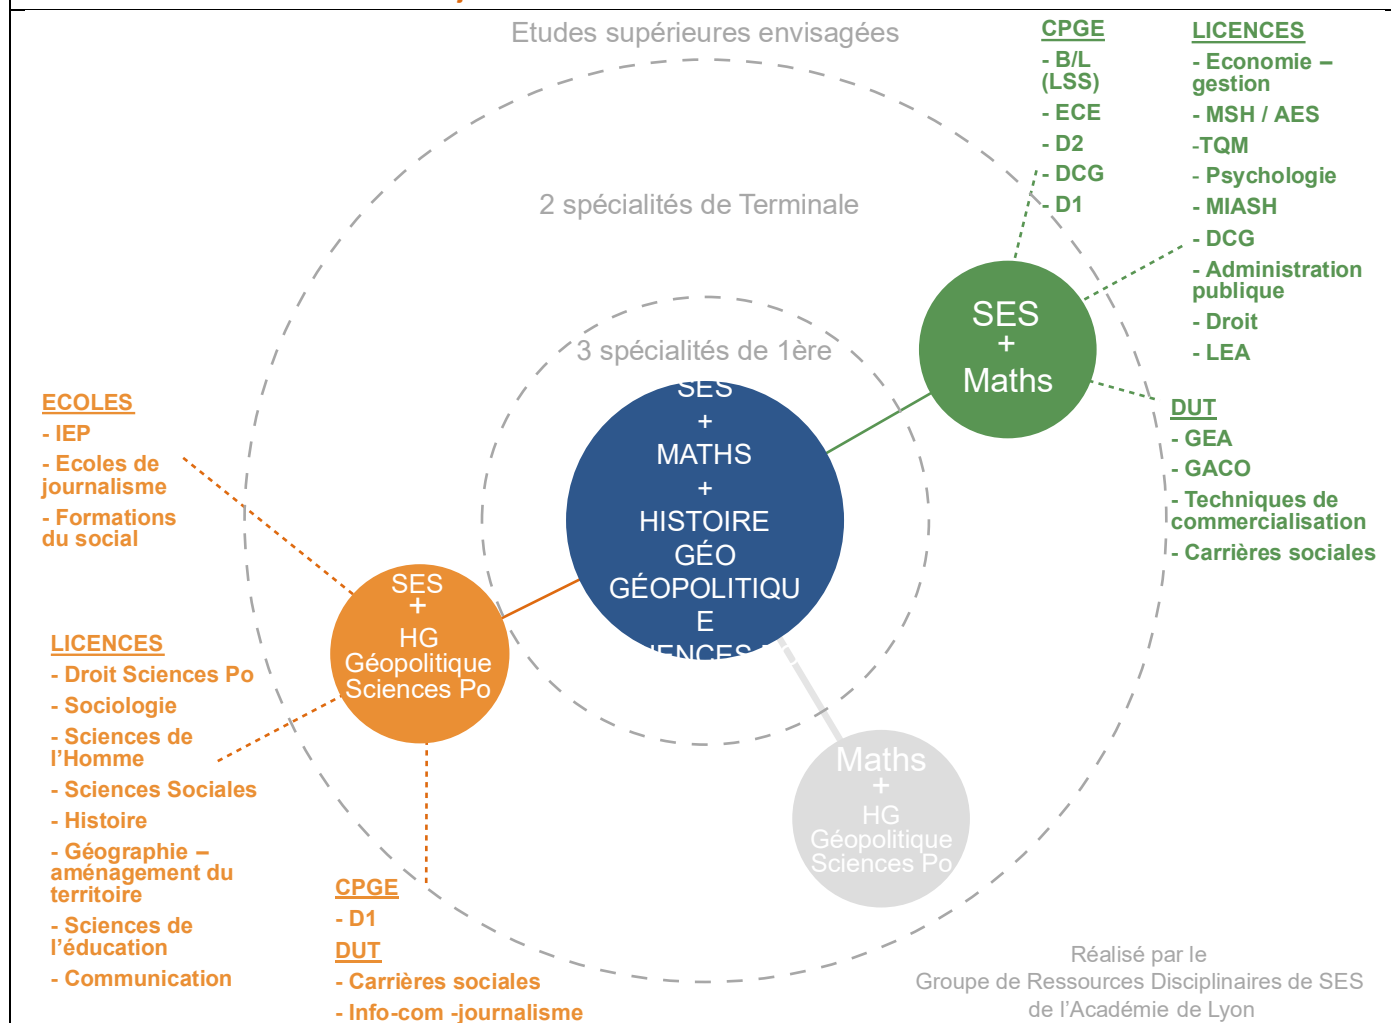 Etudes supérieures envisagées
2 spécialités de Terminale
3 spécialités de 1ère
CPGE
- B/L
(LSS)
- ECE
- D2
- DCG
- D1
LICENCES
- Economie –
gestion
- MSH / AES
-TQM
- Psychologie
- MIASH
- DCG
- Administration
publique
- Droit
- LEA
SES
+
Maths
DUT
- GEA
- GACO
- Techniques de
commercialisation
- Carrières sociales
SES
+
MATHS
+
HISTOIRE
GÉO
GÉOPOLITIQU
E
ECOLES
- IEP
- Ecoles de
journalisme
- Formations
du social
SES
+
HG
Géopolitique
Sciences Po
LICENCES
- Droit Sciences Po
- Sociologie
- Sciences de
l’Homme
- Sciences Sociales
- Histoire
- Géographie –
aménagement du
territoire
- Sciences de
l’éducation
- Communication
CPGE
- D1
DUT
- Carrières sociales
- Info-com -journalisme
Maths
+
HG
Géopolitique
Sciences Po
Réalisé par le
Groupe de Ressources Disciplinaires de SES
de l’Académie de Lyon